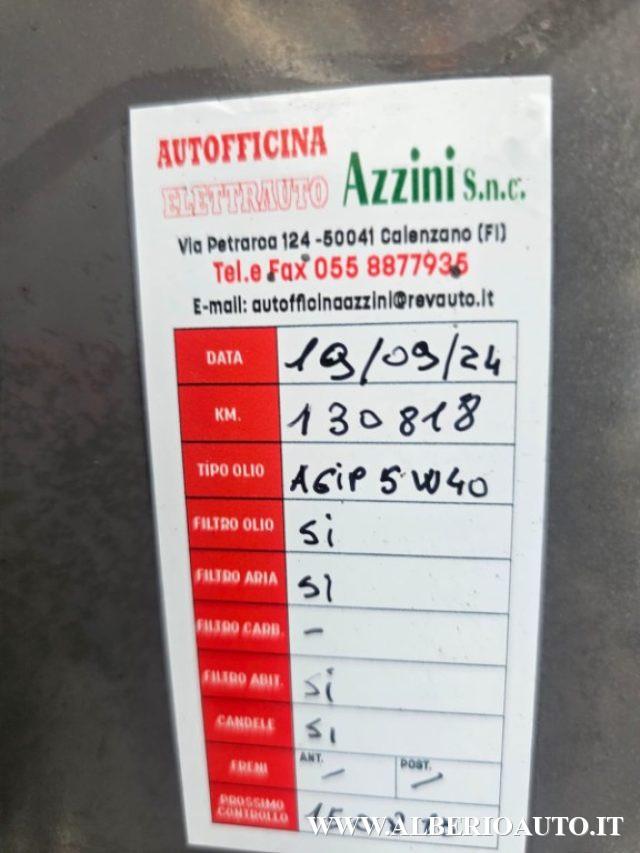 AUTOFFICINA
ELETTRAUTO Azzini S.n.c.
Via Petrarca 124 -50041 Calenzano (FI)
Tel.e Fax 055 8877935
E-mail: autofficinaazzini@revauto.it
DATA 19/09/24
KM. 130818
TIPO OLIO AGIP 5W40
FILTRO OLIO Si
FILTRO ARIA SI
FILTRO CARB. -
FILTRO ABIT. Si
CANDELE SI
FRENI ANT. - POST. -
PROSSIMO
CONTROLLO
WWW.ALBERIOAUTO.IT